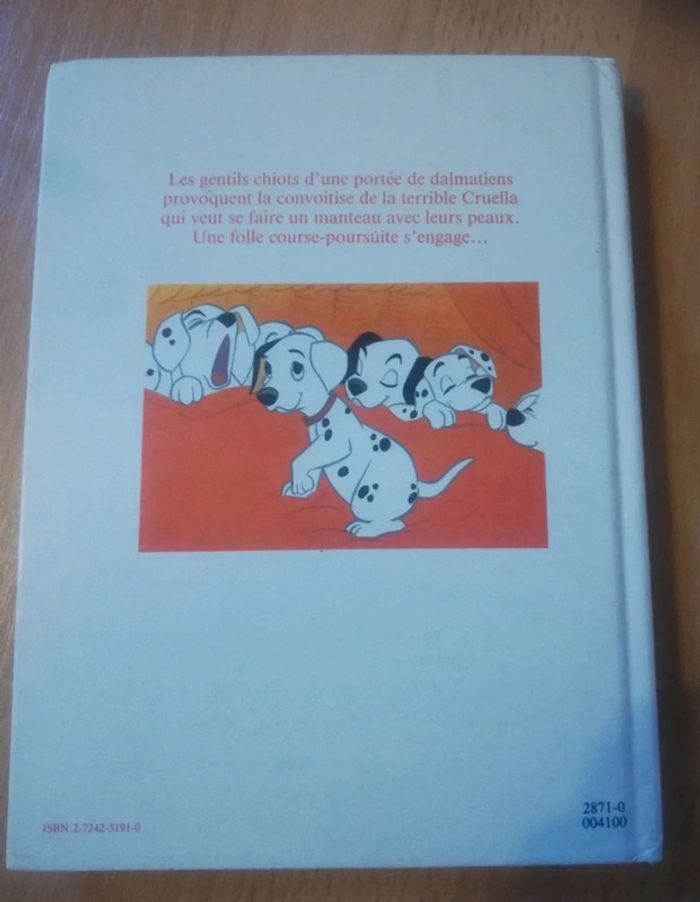 Les gentils chiots d'une portée de dalmatiens
provoquent la convoitise de la terrible Cruella
qui veut se faire un manteau avec leurs peaux.
Une folle course-poursuite s'engage...
ISBN 2-7242-3191-0
2871-0
004100